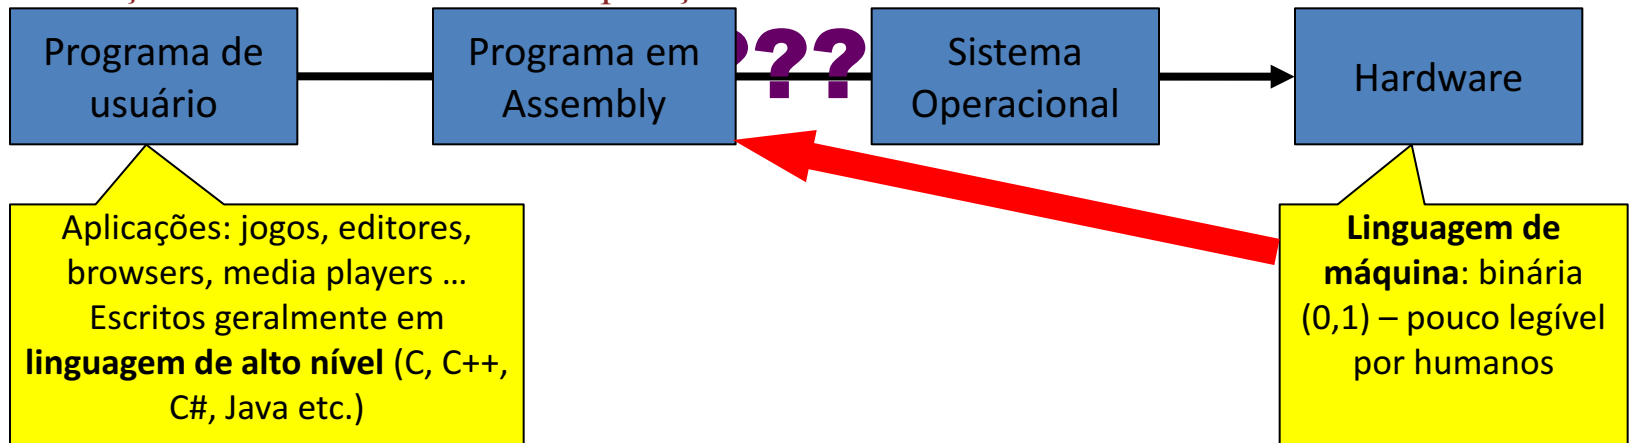 Programa de
usuário
Programa em
Assembly
??
Sistema
Operacional
Hardware
Aplicações: jogos, editores,
browsers, media players ...
Escritos geralmente em
linguagem de alto nível (C, C++,
C#, Java etc.)
Linguagem de
máquina: binária
(0,1) – pouco legível
por humanos